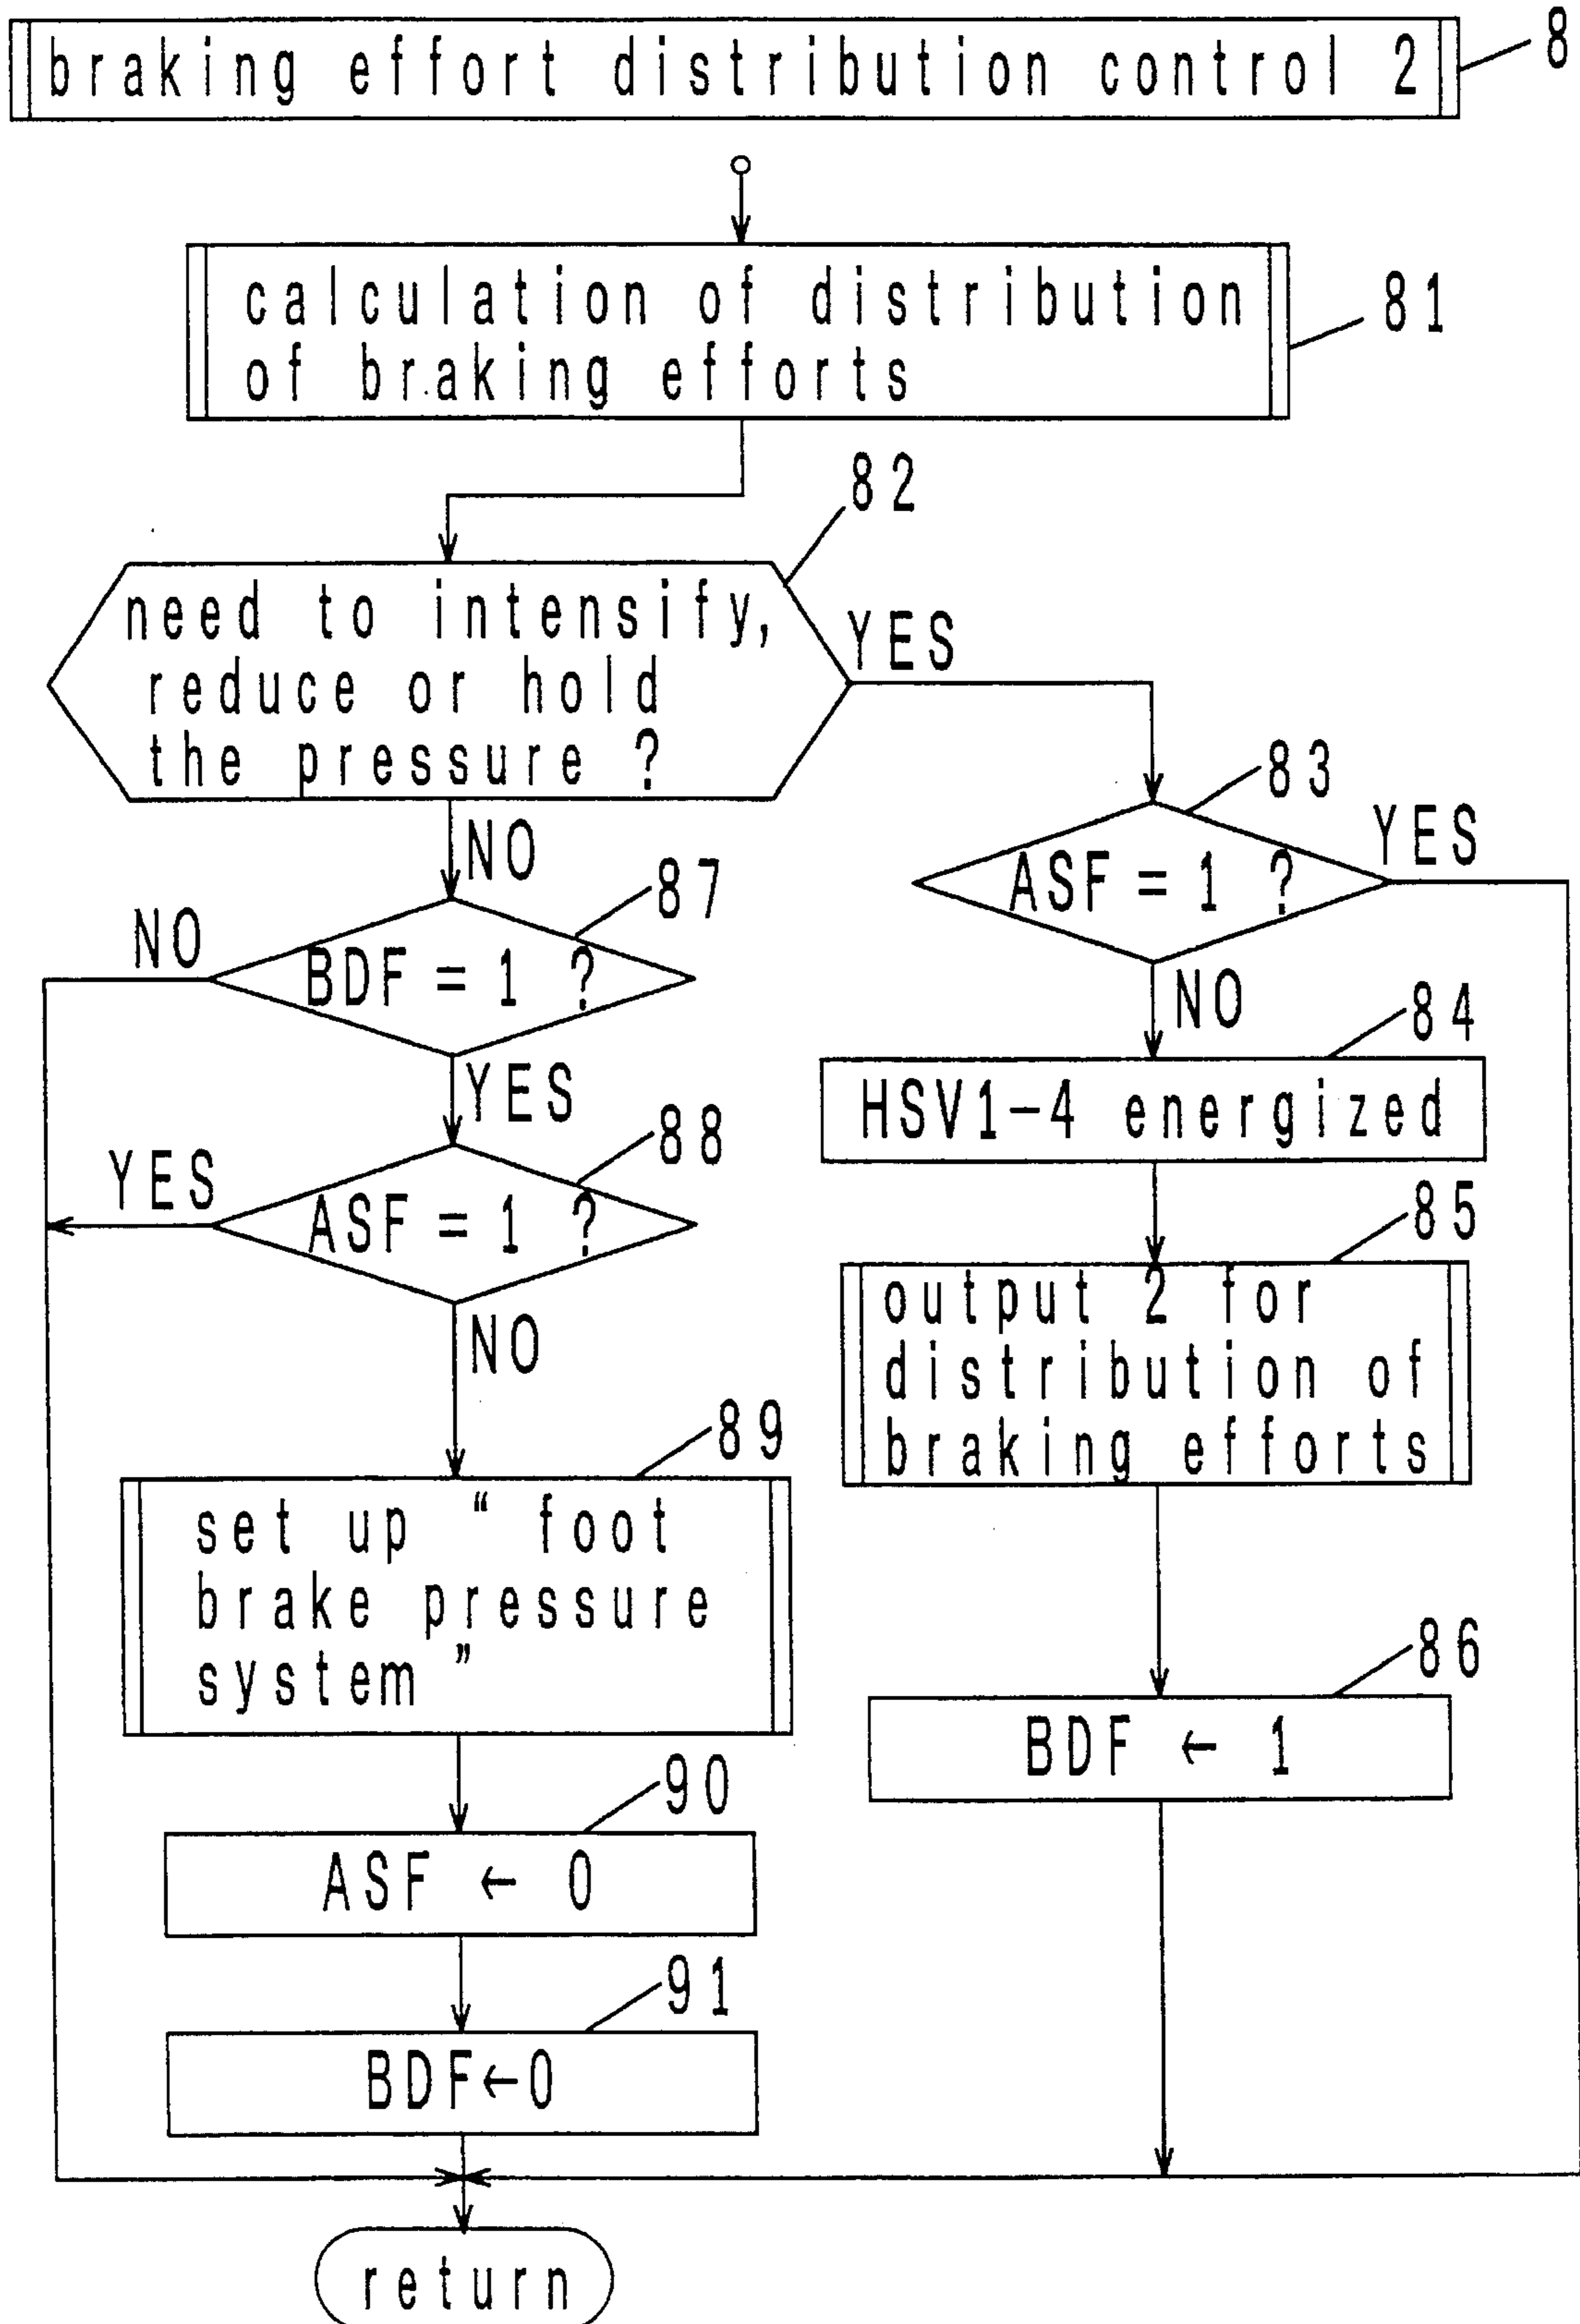 braking effort distribution control 2
8
calculation of distribution
of braking efforts
81
82
need to intensify,
reduce or hold
the pressure ?
YES
NO
83
ASF = 1 ?
YES
NO
84
HSV1-4 energized
85
output 2 for
distribution of
braking efforts
86
BDF ← 1
87
BDF = 1 ?
NO
YES
88
ASF = 1 ?
YES
NO
89
set up “ foot
brake pressure
system ”
90
ASF ← 0
91
BDF←0
return